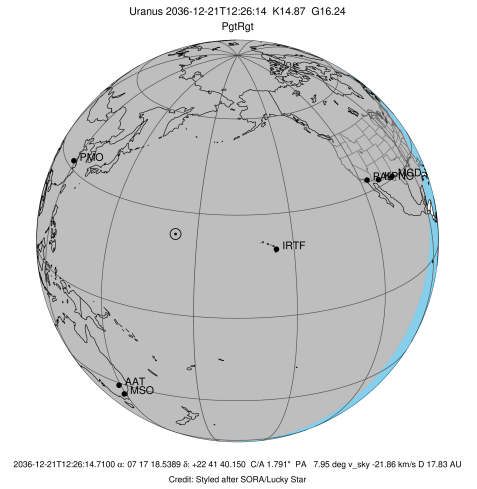 Uranus 2036-12-21T12:26:14 K14.87 G16.24
PgtRgt
PMO
MGD
IRTF
AAT
MSO
2036-12-21T12:26:14.7100 α: 07 17 18.5389 δ: +22 41 40.150 C/A 1.791" PA 7.95 deg v_sky -21.86 km/s D 17.83 AU
Credit: Styled after SORA/Lucky Star